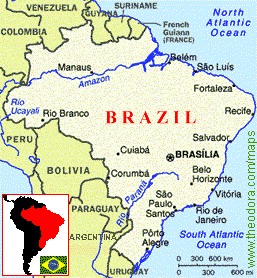 VENEZUELA
SURINAME
GUYANA
COLOMBIA
French
Guiana
(FRANCE)
North
Atlantic
Ocean
Belém
São Luís
Manaus
Amazon
Fortaleza
Rio
Ucayali
Rio Branco
Recife
BRAZIL
PERU
Salvador
Cuiabá
BRASÍLIA
BOLIVIA
Corumbá
Belo
Horizonte
Rio Paraná
Vitória
São
Paulo
Santos
Rio de
Janeiro
PARAGUAY
ARGENTINA
Pôrto
Alegre
South Atlantic
Ocean
URUGUAY
0 300 600 km
0 300 600 mi
www.theodora.com/maps